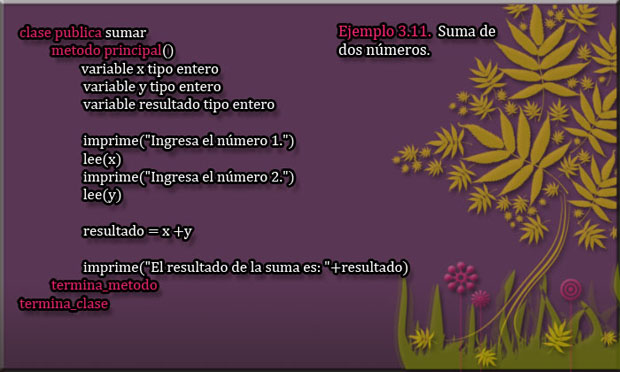 clase publica sumar
metodo principal()
variable x tipo entero
variable y tipo entero
variable resultado tipo entero
imprime("Ingresa el número 1.")
lee(x)
imprime("Ingresa el número 2.")
lee(y)
resultado = x +y
imprime("El resultado de la suma es: "+resultado)
termina_metodo
termina_clase
Ejemplo 3.11. Suma de
dos números.